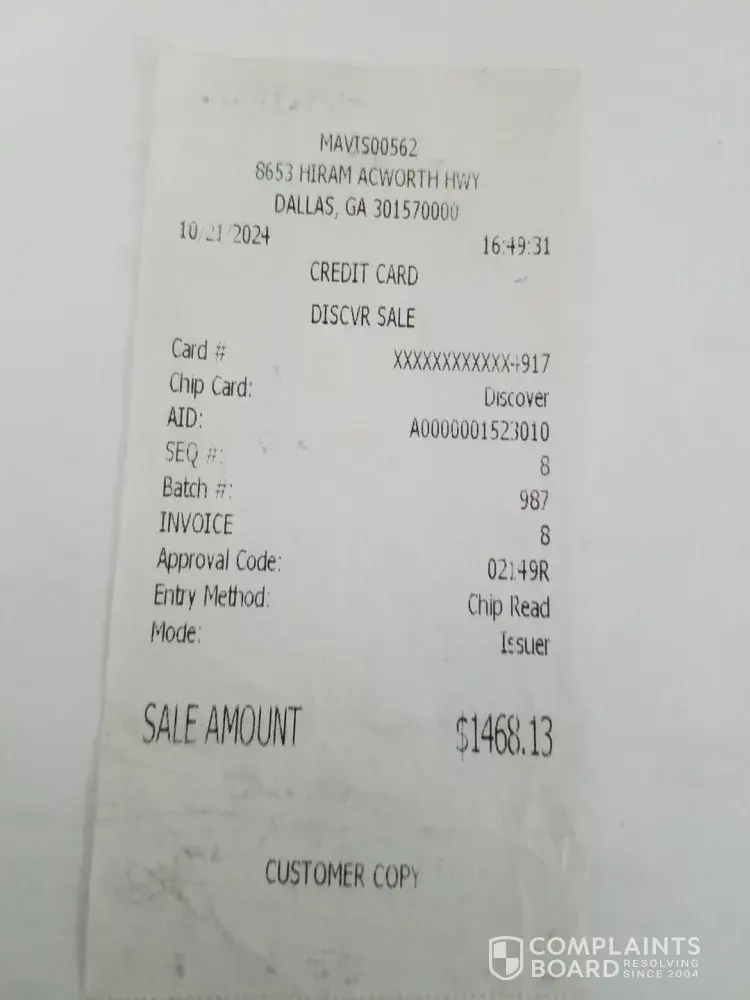 MAVIS00562
8653 HIRAM ACWORTH HWY
DALLAS, GA 301570000
10/21/2024 16:49:31
CREDIT CARD
DISCVR SALE
Card # XXXXXXXXXXXX4917
Chip Card: Discover
AID: A0000001523010
SEQ #: 8
Batch #: 987
INVOICE 8
Approval Code: 02149R
Entry Method: Chip Read
Mode: Issuer
SALE AMOUNT $1468.13
CUSTOMER COPY
COMPLAINTS
BOARD RESOLVING SINCE 2004